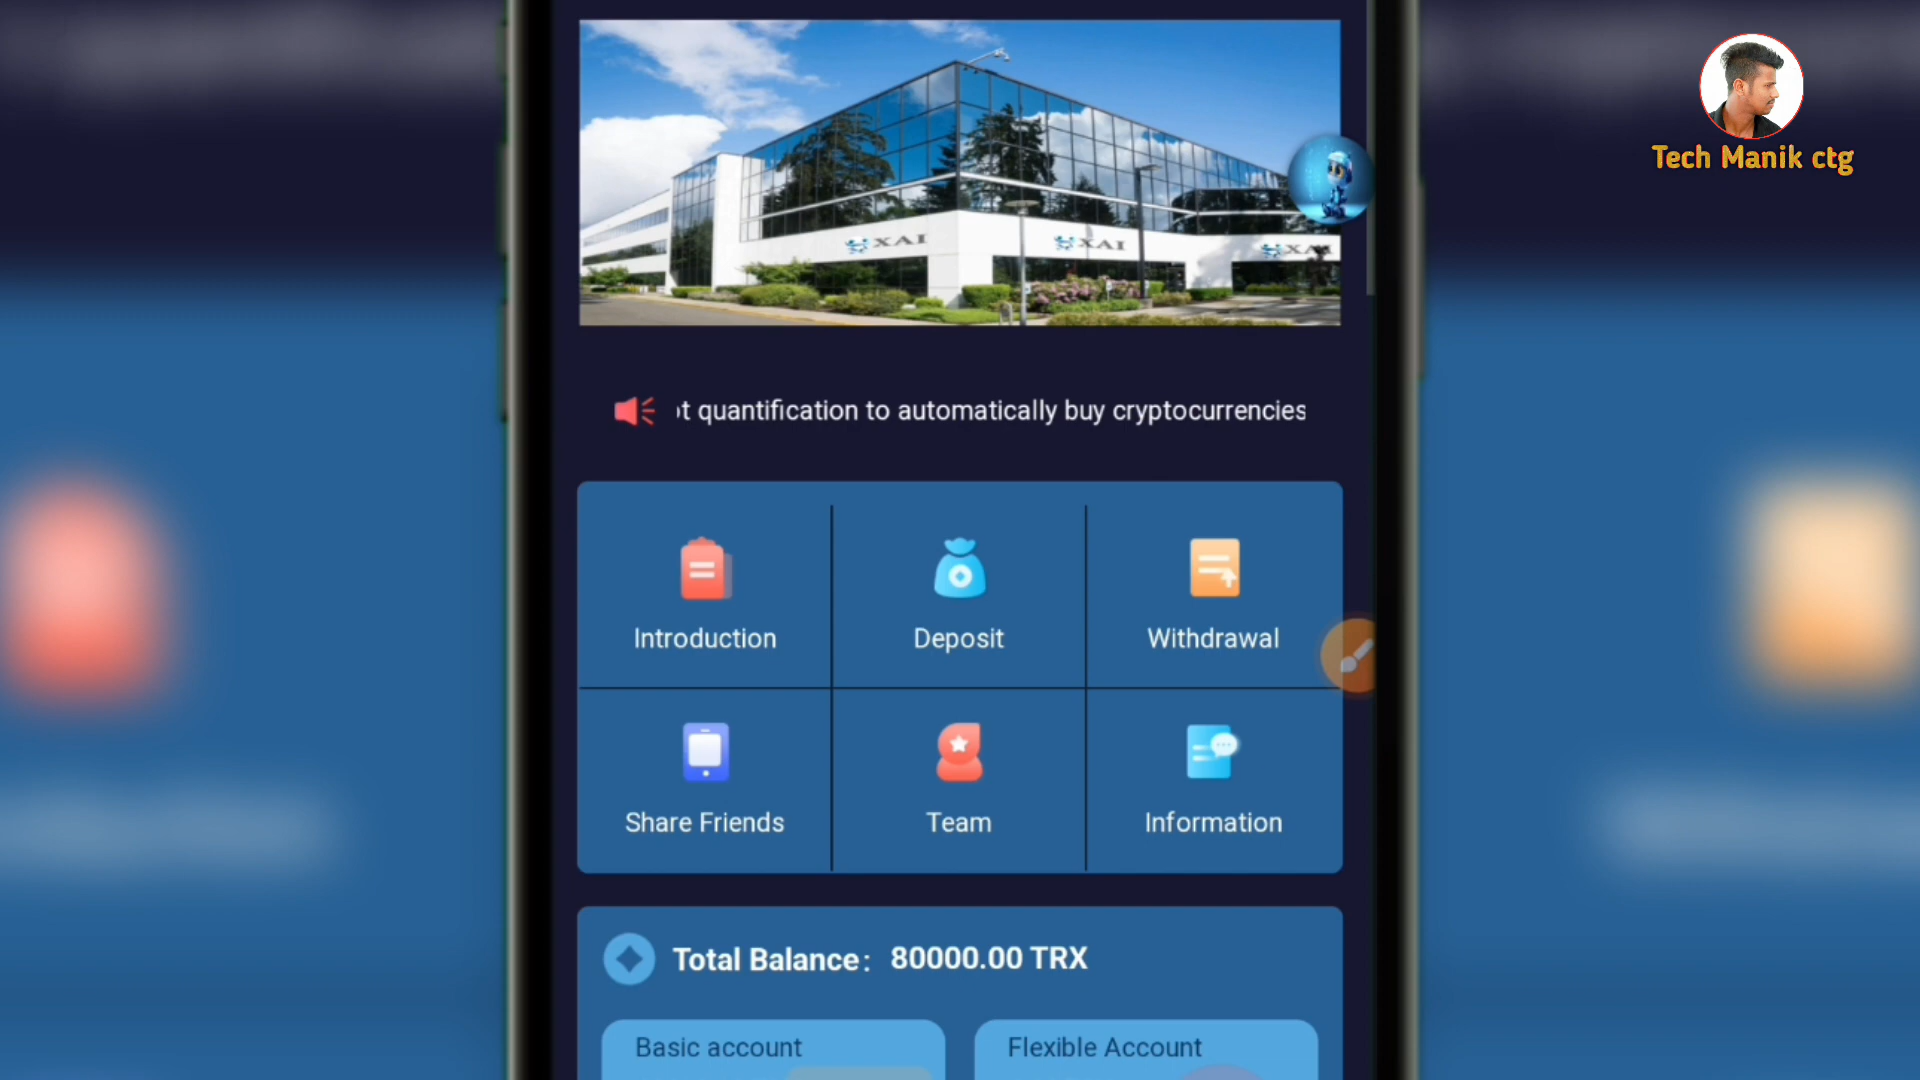 Tech Manik ctg
XAI XAI XAI
quantification to automatically buy cryptocurrencies
Introduction Deposit Withdrawal
Share Friends Team Information
Total Balance: 80000.00 TRX
Basic account Flexible Account